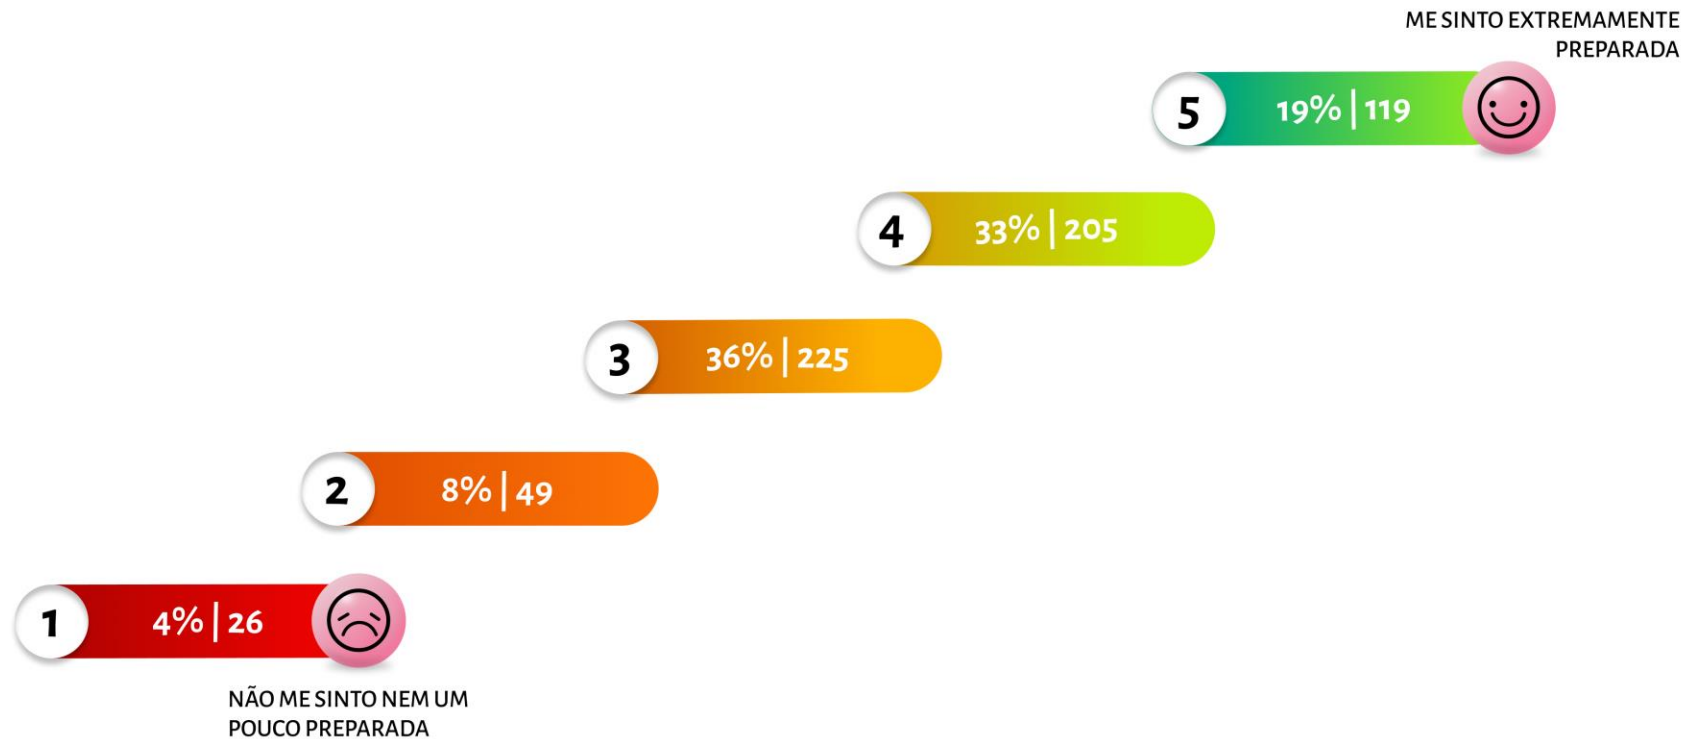 ME SINTO EXTREMAMENTE
PREPARADA
5 19% | 119
4 33% | 205
3 36% | 225
2 8% | 49
1 4% | 26
NÃO ME SINTO NEM UM
POUCO PREPARADA